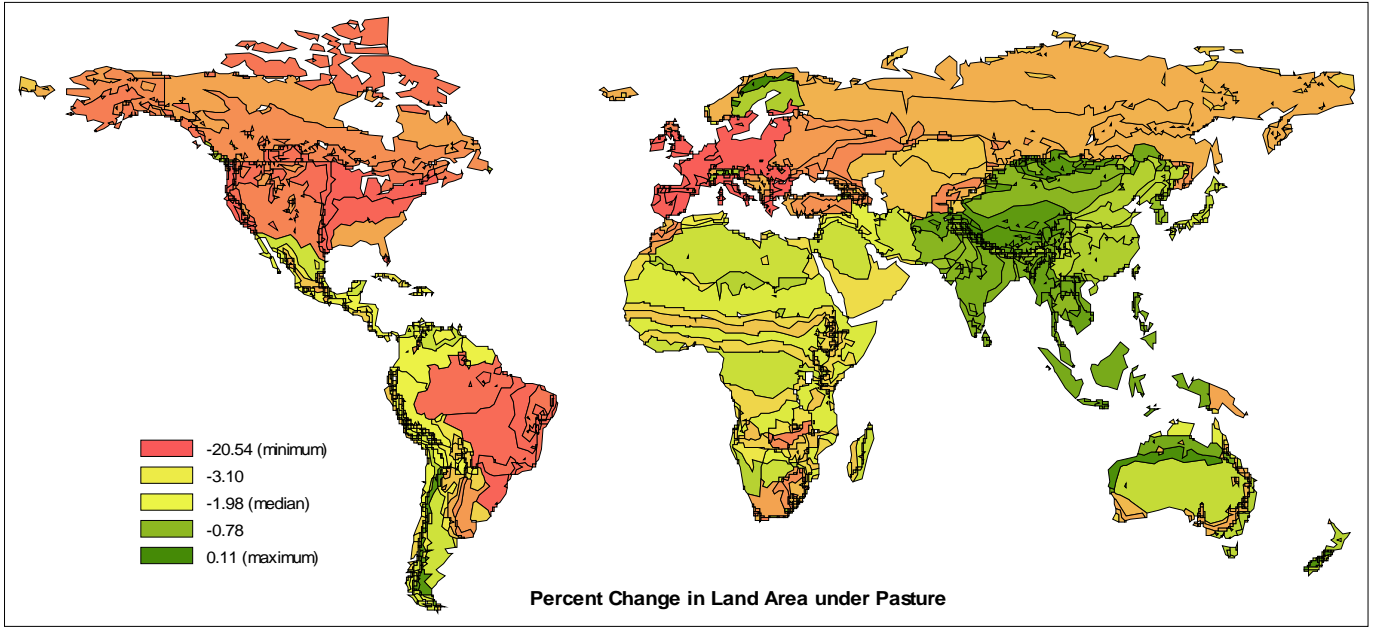 -20.54 (minimum)
-3.10
-1.98 (median)
-0.78
0.11 (maximum)
Percent Change in Land Area under Pasture